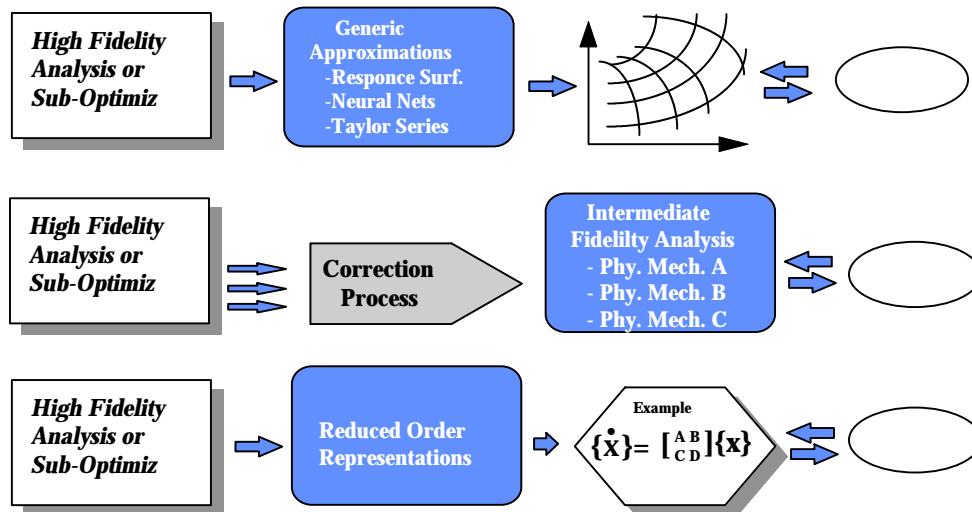 High Fidelity
Analysis or
Sub-Optimiz
Generic
Approximations
-Responce Surf.
-Neural Nets
-Taylor Series
High Fidelity
Analysis or
Sub-Optimiz
Correction
Process
Intermediate
Fidelilty Analysis
- Phy. Mech. A
- Phy. Mech. B
- Phy. Mech. C
High Fidelity
Analysis or
Sub-Optimiz
Reduced Order
Representations
Example
{ẋ}= [A B
C D]{x}